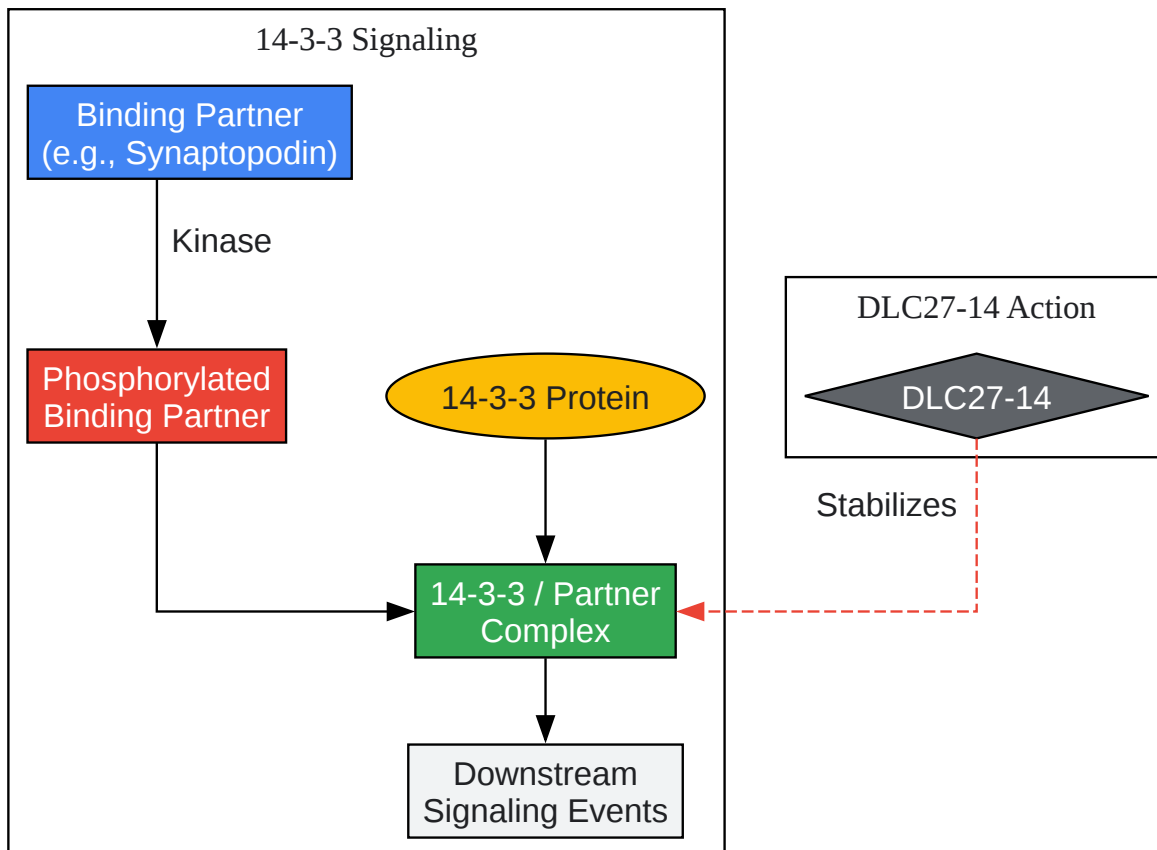 14-3-3 Signaling
Binding Partner
(e.g., Synaptopodin)
Kinase
Phosphorylated
Binding Partner
14-3-3 Protein
DLC27-14 Action
DLC27-14
Stabilizes
14-3-3 / Partner
Complex
Downstream
Signaling Events